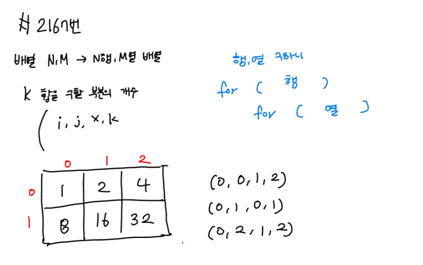 # 2167번
배열 N,M → N행, M열 배열
K 합을 구할 부분의 개수
( i, j, x, k
행, 열 구하니
for ( 행 )
for ( 열 )
0 1 2
0 1 2 4
1 8 16 32
(0, 0, 1, 2)
(0, 1, 0, 1)
(0, 2, 1, 2)